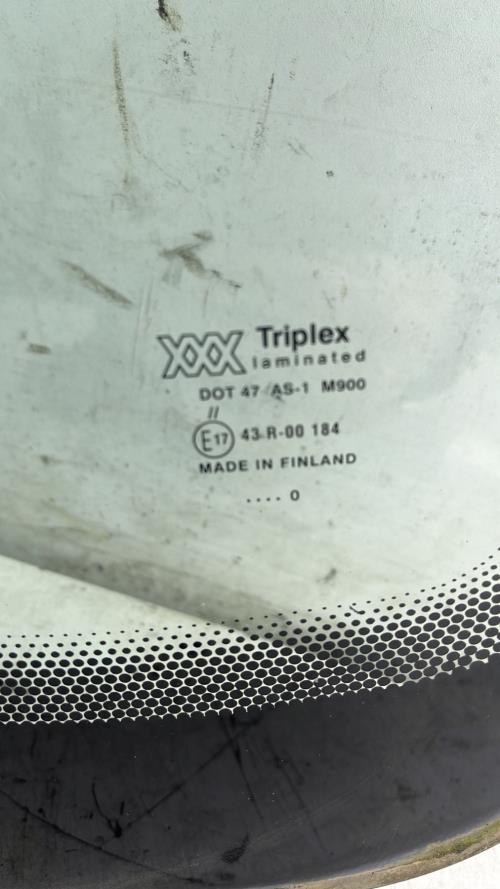 XXX Triplex
laminated
DOT 47 AS-1 M900
//
E17 43 R-00 184
MADE IN FINLAND
.... 0